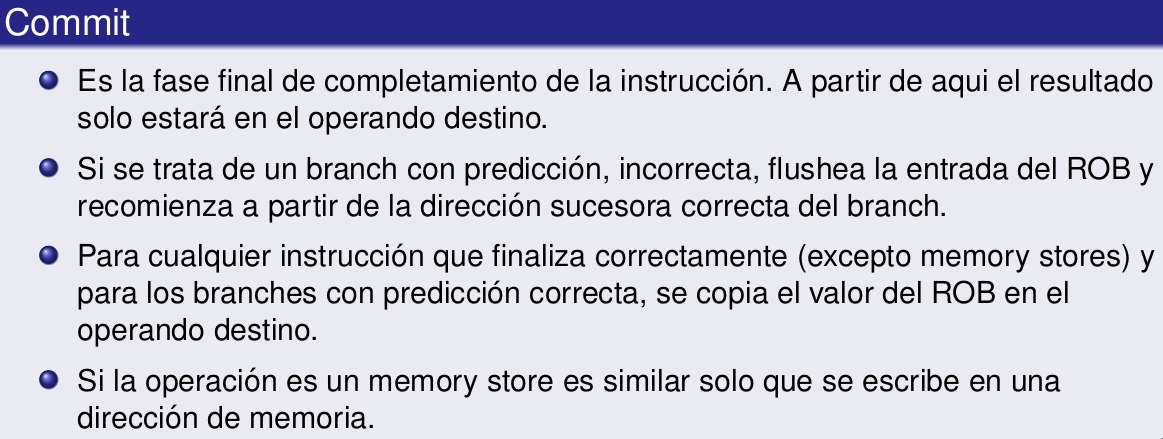 Commit
Es la fase final de completamiento de la instrucción. A partir de aqui el resultado
solo estará en el operando destino.
Si se trata de un branch con predicción, incorrecta, flushea la entrada del ROB y
recomienza a partir de la dirección sucesora correcta del branch.
Para cualquier instrucción que finaliza correctamente (excepto memory stores) y
para los branches con predicción correcta, se copia el valor del ROB en el
operando destino.
Si la operación es un memory store es similar solo que se escribe en una
dirección de memoria.